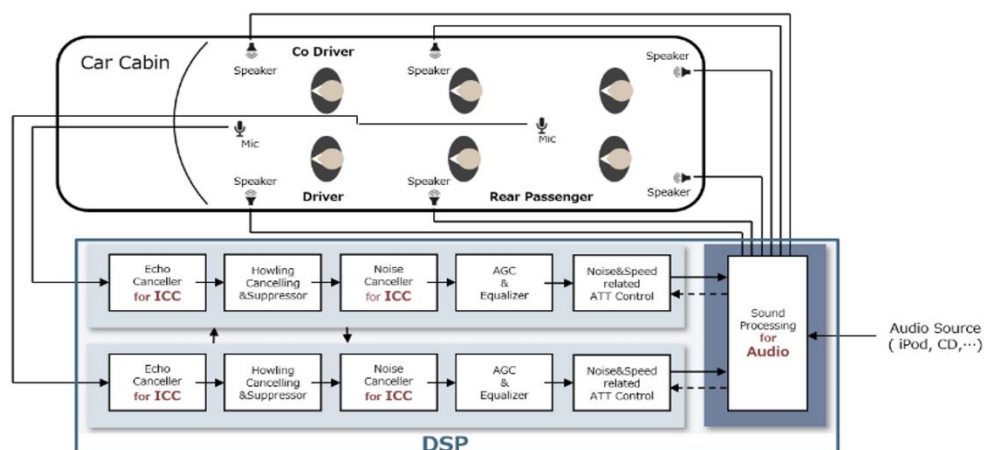 Car Cabin
Speaker
Co Driver
Speaker
Speaker
Mic
Mic
Speaker
Driver
Speaker
Rear Passenger
Speaker
Echo
Canceller
for ICC
Howling
Cancelling
&Suppressor
Noise
Canceller
for ICC
AGC
&
Equalizer
Noise&Speed
related
ATT Control
Sound
Processing
for
Audio
Audio Source
( iPod, CD,…)
Echo
Canceller
for ICC
Howling
Cancelling
&Suppressor
Noise
Canceller
for ICC
AGC
&
Equalizer
Noise&Speed
related
ATT Control
DSP